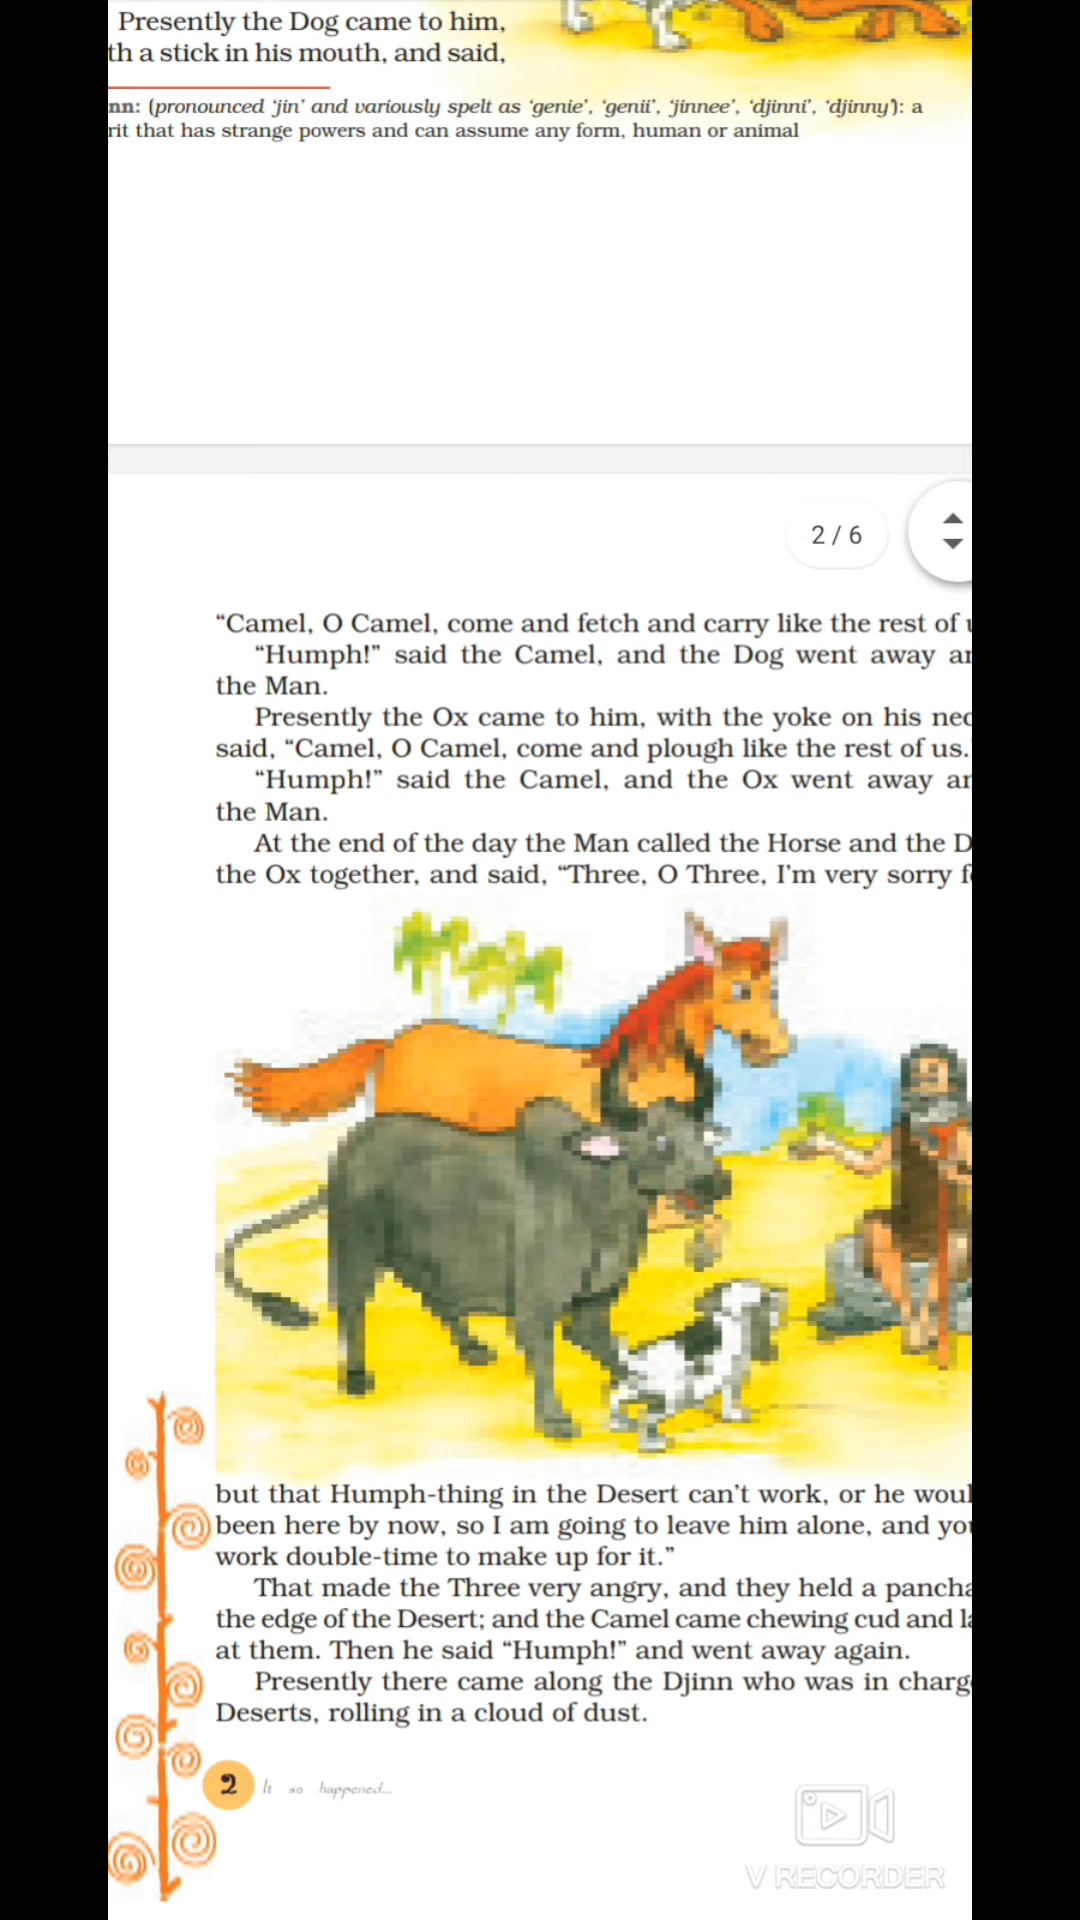 Presently the Dog came to him,
th a stick in his mouth, and said,
nn: (pronounced ‘jin’ and variously spelt as ‘genie’, ‘genii’, ‘jinnee’, ‘djinni’, ‘djinny’): a
rit that has strange powers and can assume any form, human or animal
2 / 6
“Camel, O Camel, come and fetch and carry like the rest of
“Humph!” said the Camel, and the Dog went away
the Man.
Presently the Ox came to him, with the yoke on his
said, “Camel, O Camel, come and plough like the rest of us.
“Humph!” said the Camel, and the Ox went away
the Man.
At the end of the day the Man called the Horse and the D
the Ox together, and said, “Three, O Three, I’m very sorry
but that Humph-thing in the Desert can’t work, or he
been here by now, so I am going to leave him alone, and
work double-time to make up for it.”
That made the Three very angry, and they held a
the edge of the Desert; and the Camel came chewing cud and
at them. Then he said “Humph!” and went away again.
Presently there came along the Djinn who was in
Deserts, rolling in a cloud of dust.
2 It so happened...
V RECORDER